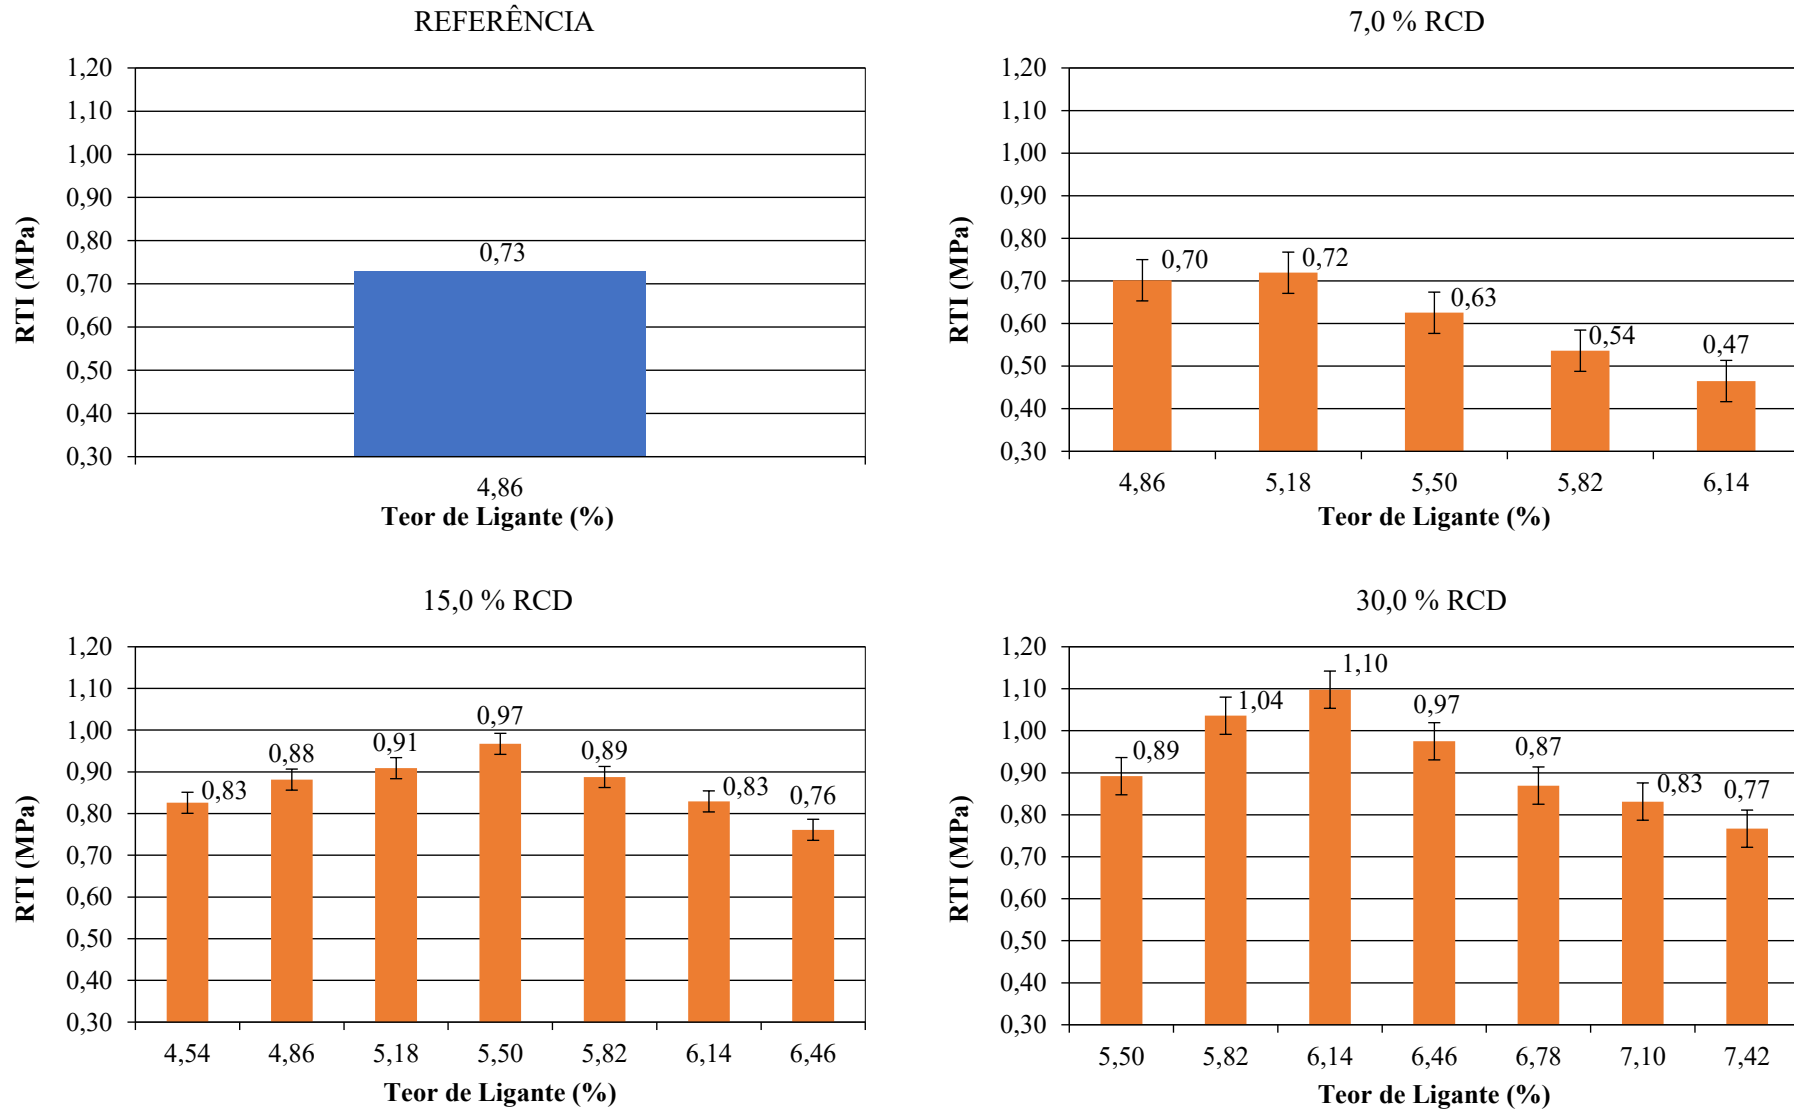 REFERÊNCIA
1,20
1,10
1,00
0,90
0,80
0,70
0,60
0,50
0,40
0,30
RTI (MPa)
0,73
4,86
Teor de Ligante (%)
7,0 % RCD
1,20
1,10
1,00
0,90
0,80
0,70
0,60
0,50
0,40
0,30
RTI (MPa)
0,70 0,72 0,63 0,54 0,47
4,86 5,18 5,50 5,82 6,14
Teor de Ligante (%)
15,0 % RCD
1,20
1,10
1,00
0,90
0,80
0,70
0,60
0,50
0,40
0,30
RTI (MPa)
0,83 0,88 0,91 0,97 0,89 0,83 0,76
4,54 4,86 5,18 5,50 5,82 6,14 6,46
Teor de Ligante (%)
30,0 % RCD
1,20
1,10
1,00
0,90
0,80
0,70
0,60
0,50
0,40
0,30
RTI (MPa)
0,89 1,04 1,10 0,97 0,87 0,83 0,77
5,50 5,82 6,14 6,46 6,78 7,10 7,42
Teor de Ligante (%)